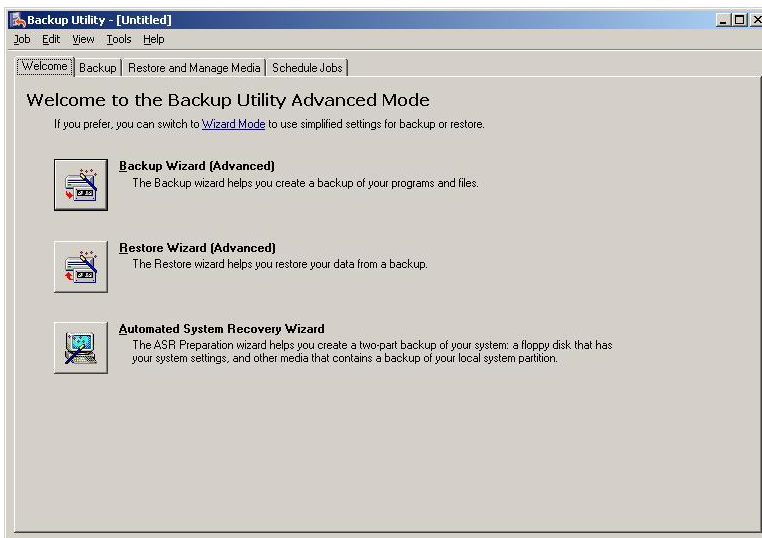 Backup Utility - [Untitled]
Job Edit View Tools Help
Welcome Backup Restore and Manage Media Schedule Jobs
Welcome to the Backup Utility Advanced Mode
If you prefer, you can switch to Wizard Mode to use simplified settings for backup or restore.
Backup Wizard (Advanced)
The Backup wizard helps you create a backup of your programs and files.
Restore Wizard (Advanced)
The Restore wizard helps you restore your data from a backup.
Automated System Recovery Wizard
The ASR Preparation wizard helps you create a two-part backup of your system: a floppy disk that has
your system settings, and other media that contains a backup of your local system partition.